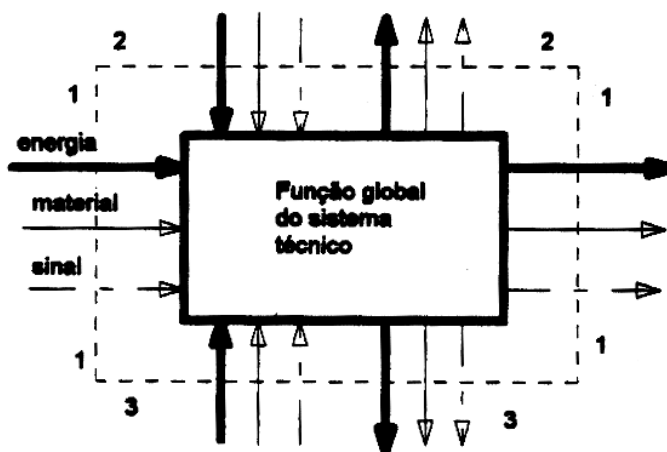 2
2
1
1
energia
material
sinal
Função global
do sistema
técnico
1
1
3
3